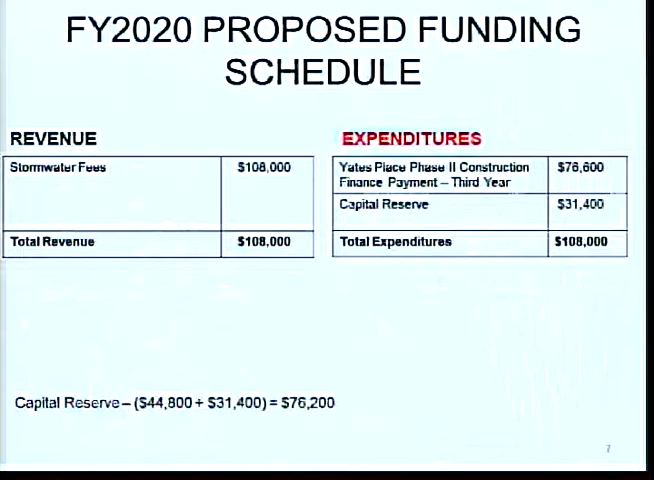 FY2020 PROPOSED FUNDING
SCHEDULE
REVENUE
Stormwater Fees $108,000
Total Revenue $108,000
EXPENDITURES
Yates Place Phase II Construction $76,600
Finance Payment – Third Year
Capital Reserve $31,400
Total Expenditures $108,000
Capital Reserve – ($44,800 + $31,400) = $76,200
7